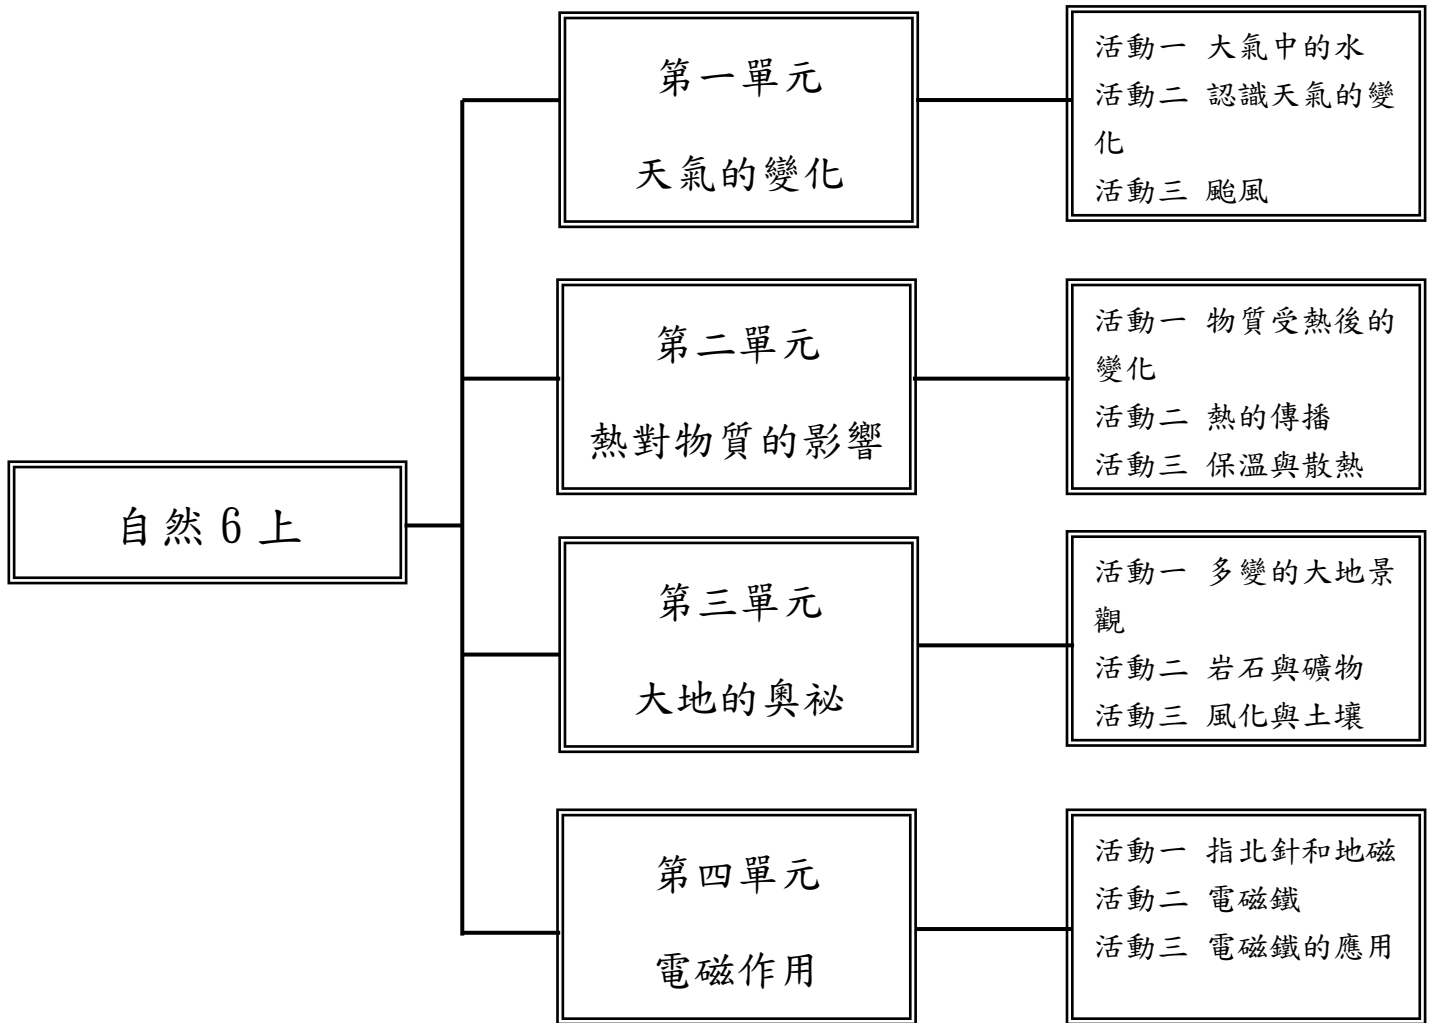 自然 6 上
第一單元
天氣的變化
活動一 大氣中的水
活動二 認識天氣的變
化
活動三 颱風
第二單元
熱對物質的影響
活動一 物質受熱後的
變化
活動二 熱的傳播
活動三 保溫與散熱
第三單元
大地的奧祕
活動一 多變的大地景
觀
活動二 岩石與礦物
活動三 風化與土壤
第四單元
電磁作用
活動一 指北針和地磁
活動二 電磁鐵
活動三 電磁鐵的應用